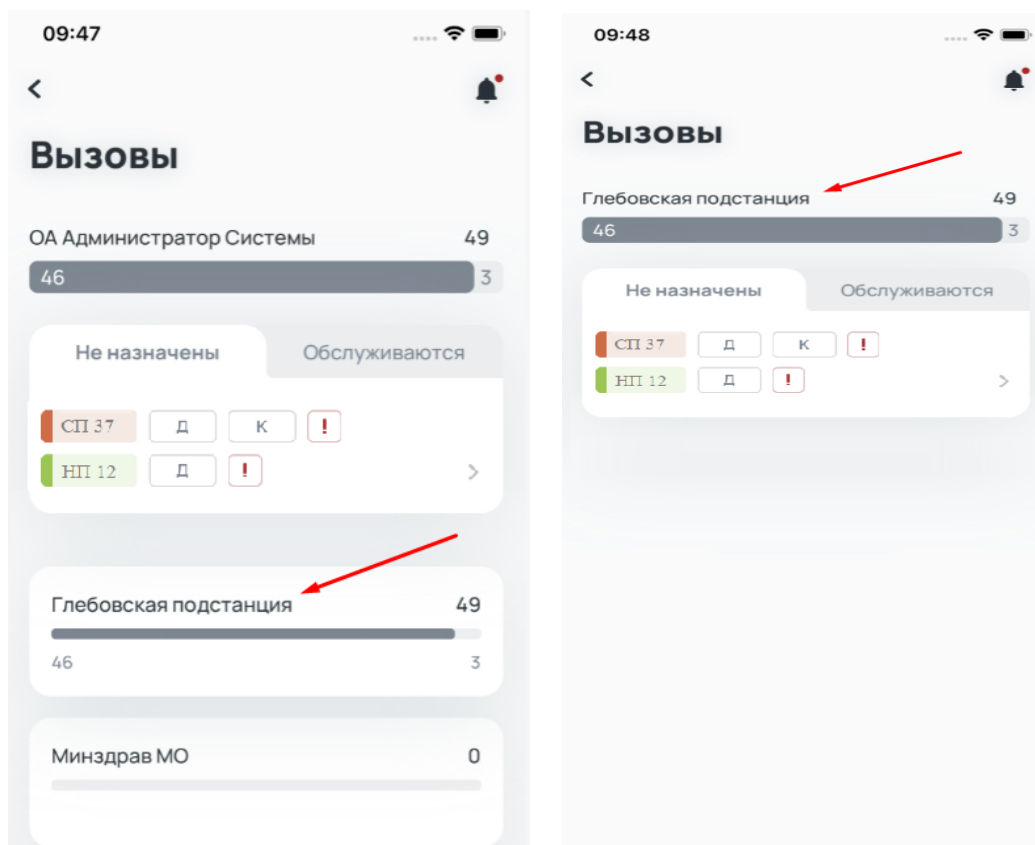 09:47
Вызовы
ОА Администратор Системы 49
46 3
Не назначены Обслуживаются
СП 37 Д К !
НП 12 Д !
Глебовская подстанция 49
46 3
Минздрав МО 0
09:48
Вызовы
Глебовская подстанция 49
46 3
Не назначены Обслуживаются
СП 37 Д К !
НП 12 Д !